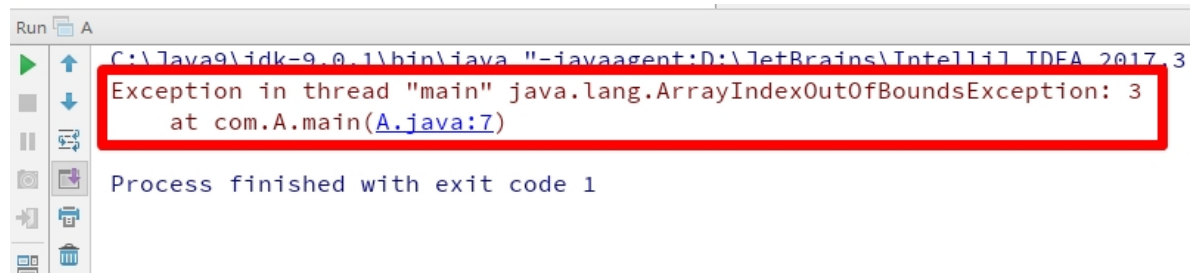 Run A
C:\Java9\jdk-9.0.1\bin\java "-javaagent:D:\JetBrains\IntelliJ IDEA 2017.3
Exception in thread "main" java.lang.ArrayIndexOutOfBoundsException: 3
at com.A.main(A.java:7)
Process finished with exit code 1